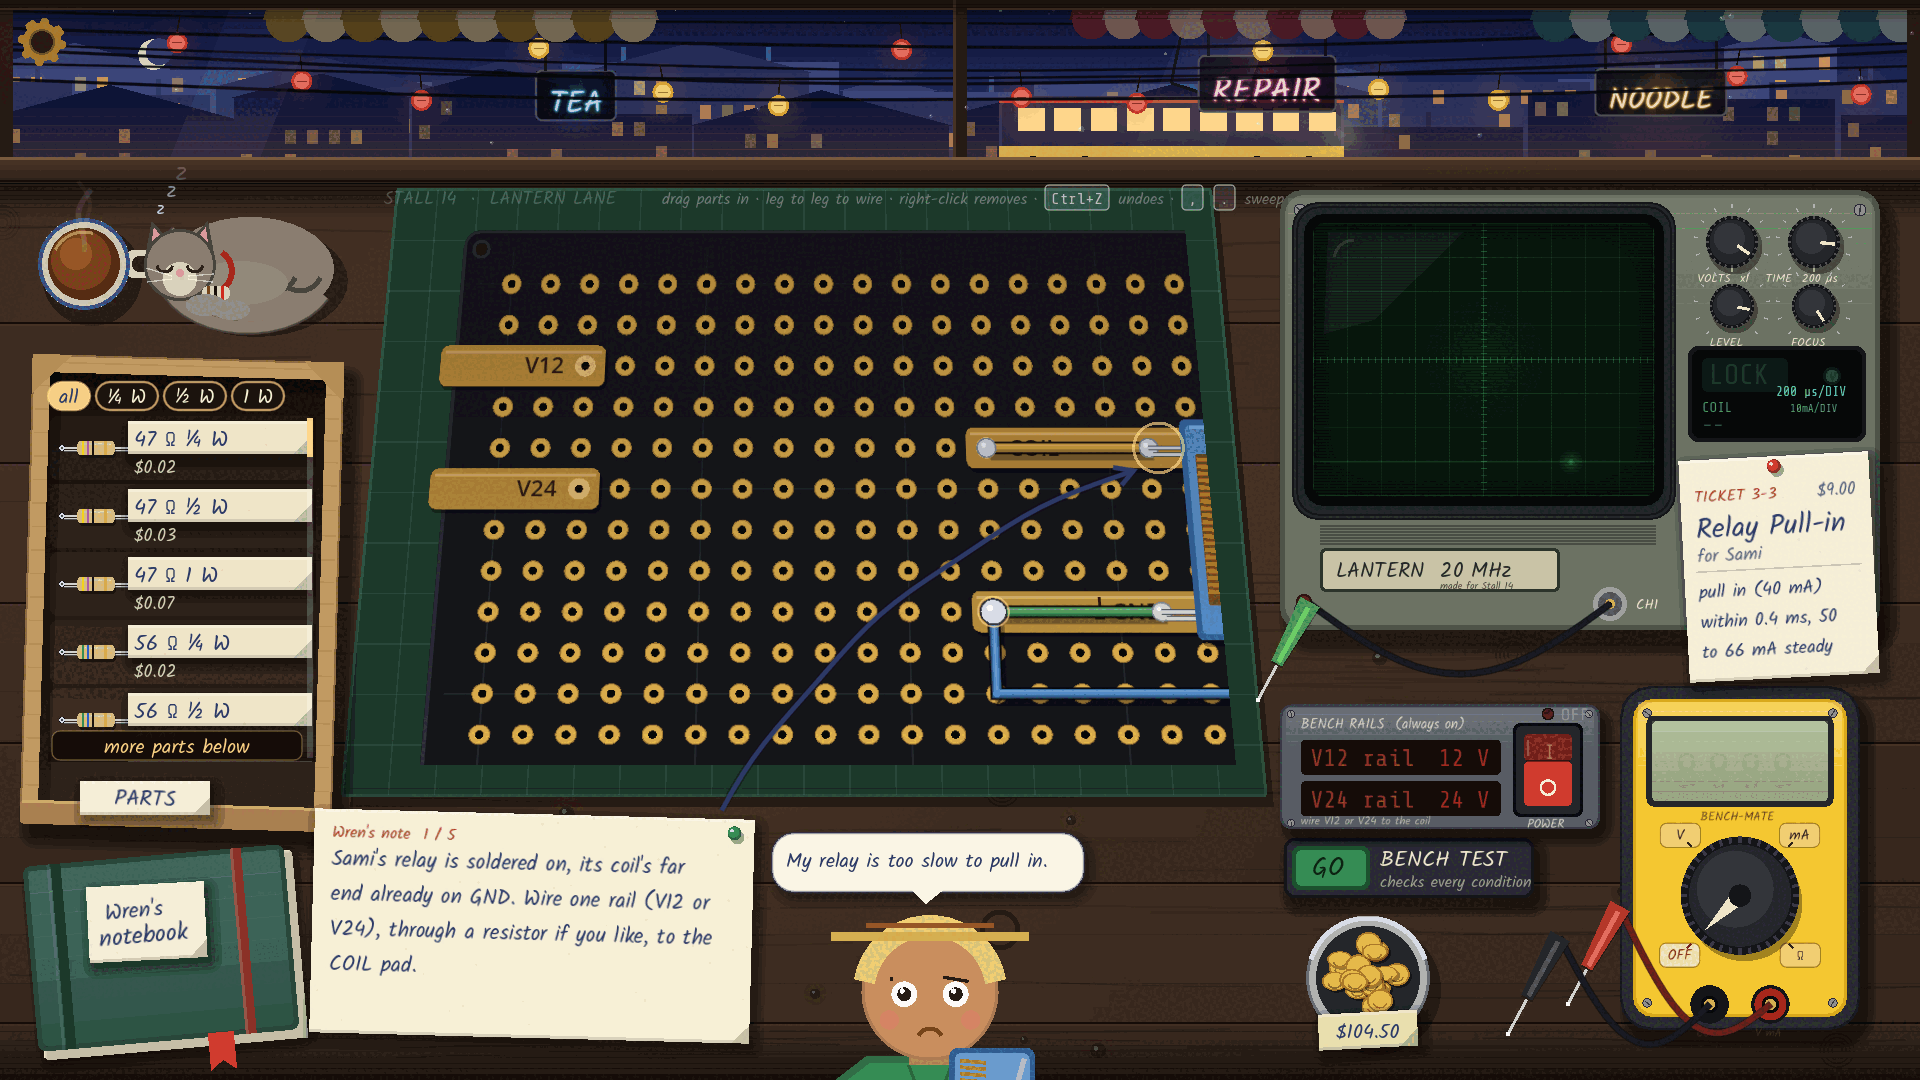 TEA
REPAIR
NOODLE
STALL 14 · LANTERN LANE
drag parts in · leg to leg to wire · right-click removes · Ctrl+Z undoes · , . sweep
V12
V24
COIL
GND
all
¼ W
½ W
1 W
47 Ω ¼ W
$0.02
47 Ω ½ W
$0.03
47 Ω 1 W
$0.07
56 Ω ¼ W
$0.02
56 Ω ½ W
more parts below
PARTS
Wren's
notebook
Wren's note 1 / 5
Sami's relay is soldered on, its coil's far
end already on GND. Wire one rail (V12 or
V24), through a resistor if you like, to the
COIL pad.
My relay is too slow to pull in.
z
z
z
VOLTS x1
TIME 200 µs
LEVEL
FOCUS
LOCK
200 µs/DIV
COIL
10mA/DIV
--
LANTERN 20 MHz
made for Stall 14
CH1
TICKET 3-3
$9.00
Relay Pull-in
for Sami
pull in (40 mA)
within 0.4 ms, 50
to 66 mA steady
BENCH RAILS (always on)
OFF
V12 rail 12 V
V24 rail 24 V
wire V12 or V24 to the coil
POWER
GO
BENCH TEST
checks every condition
$104.50
BENCH-MATE
V
mA
OFF
Ω